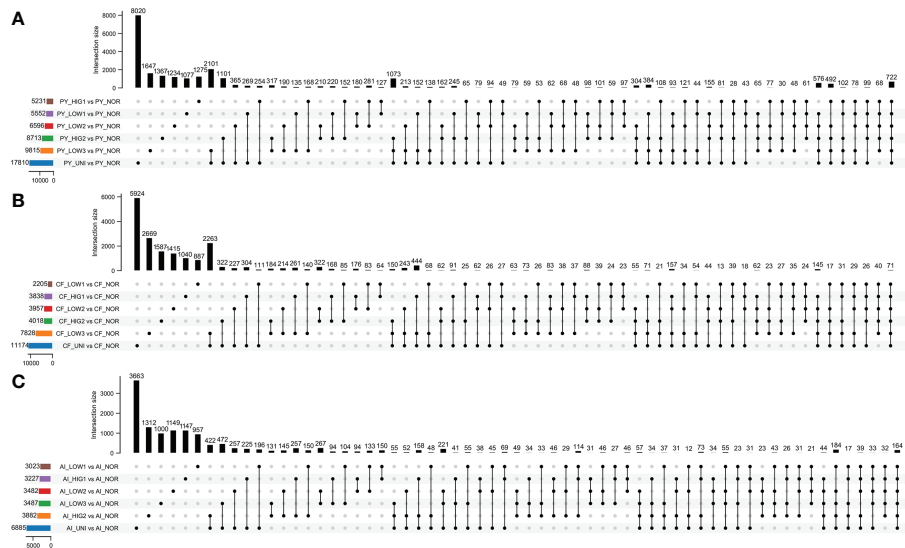 A
8000
6000
4000
2000
0
Intersection size
8020
1647 1367 1234 1077 1275 2101 1101 365 269 254 317 190 135 168 210 220 152 180 281 127 1073 213 152 138 162 245 65 79 94 49 79 59 53 62 68 48 98 101 59 97 304 384 108 93 121 44 155 81 28 43 65 77 30 48 61 576 492 102 78 99 68 722
5231 PY_HIG1 vs PY_NOR
5552 PY_LOW1 vs PY_NOR
6596 PY_LOW2 vs PY_NOR
8713 PY_HIG2 vs PY_NOR
9815 PY_LOW3 vs PY_NOR
17810 PY_UNI vs PY_NOR
10000 0
B
6000
4000
2000
0
Intersection size
5924
2669 1587 1415 1040 887 2263 322 227 304 111 184 214 261 140 322 168 85 176 83 64 150 243 444 68 62 91 25 62 26 27 63 73 26 83 38 37 88 39 24 23 55 71 21 157 34 54 44 13 39 18 62 23 27 35 24 145 17 31 29 26 40 71
2205 CF_LOW1 vs CF_NOR
3838 CF_HIG1 vs CF_NOR
3957 CF_LOW2 vs CF_NOR
4018 CF_HIG2 vs CF_NOR
7828 CF_LOW3 vs CF_NOR
11174 CF_UNI vs CF_NOR
10000 0
C
3000
2000
1000
0
Intersection size
3663
1312 1000 1149 1147 957 422 472 257 225 196 131 145 257 150 267 94 104 94 133 150 55 52 158 48 221 41 55 38 45 69 49 34 33 46 29 114 31 46 27 46 57 34 37 31 12 73 34 55 23 31 23 43 26 31 21 44 184 17 39 33 32 164
3023 AI_LOW1 vs AI_NOR
3227 AI_HIG1 vs AI_NOR
3482 AI_LOW2 vs AI_NOR
3487 AI_LOW3 vs AI_NOR
3882 AI_HIG2 vs AI_NOR
6885 AI_UNI vs AI_NOR
5000 0